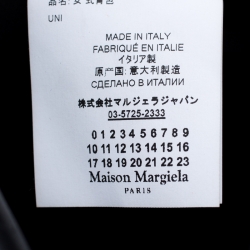 品名: 女式背包
UNI
MADE IN ITALY
FABRIQUÉ EN ITALIE
イタリア製
原产国: 意大利製造
СДЕЛАНО В ИТАЛИИ
株式会社マルジェラジャパン
03-5725-2333
0 1 2 3 4 5 6 7 8 9
10 11 12 13 14 15 16
17 18 19 20 21 22 23
Maison Margiela
PARIS